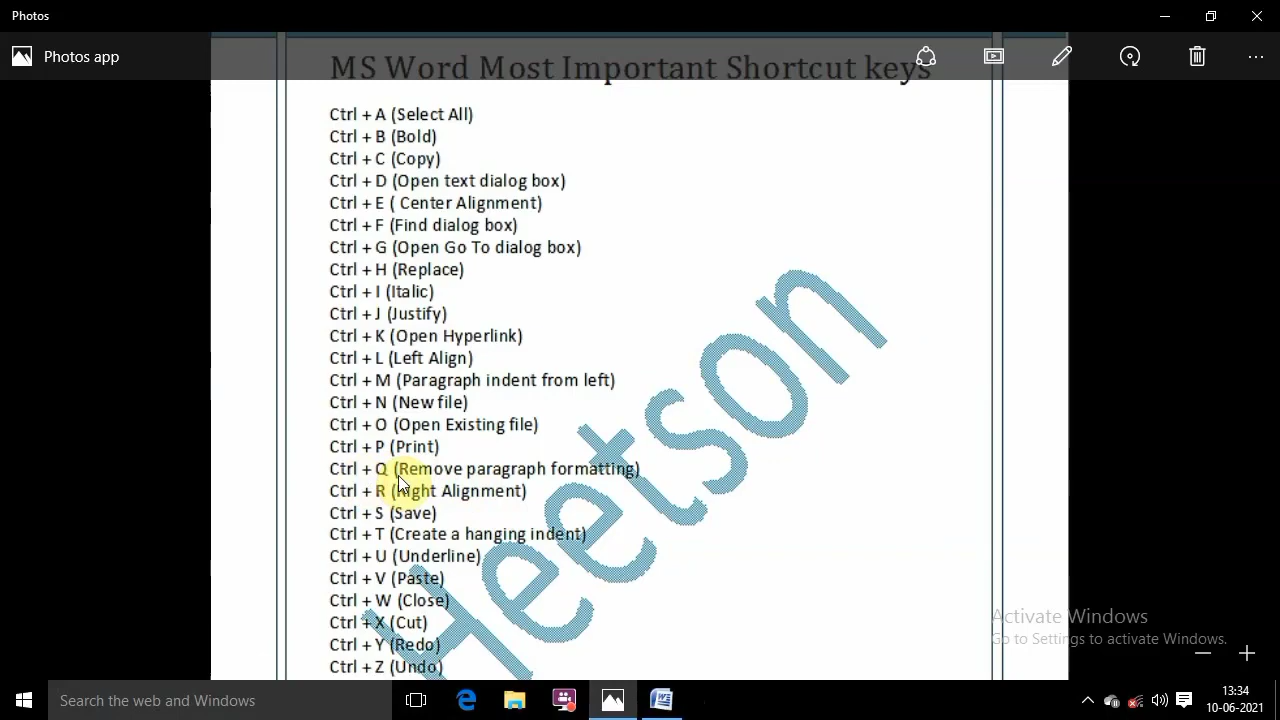 Photos
Photos app
MS Word Most Important Shortcut keys
Ctrl + A (Select All)
Ctrl + B (Bold)
Ctrl + C (Copy)
Ctrl + D (Open text dialog box)
Ctrl + E ( Center Alignment)
Ctrl + F (Find dialog box)
Ctrl + G (Open Go To dialog box)
Ctrl + H (Replace)
Ctrl + I (Italic)
Ctrl + J (Justify)
Ctrl + K (Open Hyperlink)
Ctrl + L (Left Align)
Ctrl + M (Paragraph indent from left)
Ctrl + N (New file)
Ctrl + O (Open Existing file)
Ctrl + P (Print)
Ctrl + Q (Remove paragraph formatting)
Ctrl + R (Right Alignment)
Ctrl + S (Save)
Ctrl + T (Create a hanging indent)
Ctrl + U (Underline)
Ctrl + V (Paste)
Ctrl + W (Close)
Ctrl + X (Cut)
Ctrl + Y (Redo)
Ctrl + Z (Undo)
Heetson
Activate Windows
Go to Settings to activate Windows.
Search the web and Windows
13:34
10-06-2021